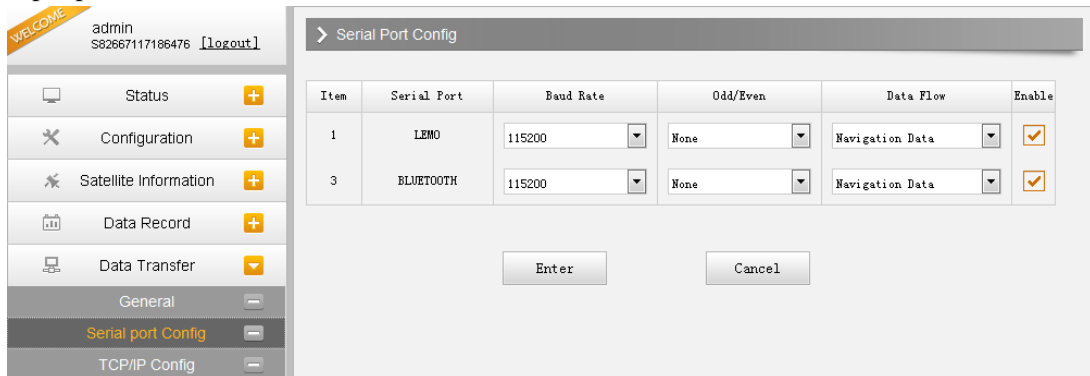 WELCOME
admin
S82667117186476 [logout]
Status
Configuration
Satellite Information
Data Record
Data Transfer
General
Serial port Config
TCP/IP Config
Serial Port Config
Item Serial Port Baud Rate Odd/Even Data Flow Enable
1 LEMO 115200 None Navigation Data
3 BLUETOOTH 115200 None Navigation Data
Enter Cancel